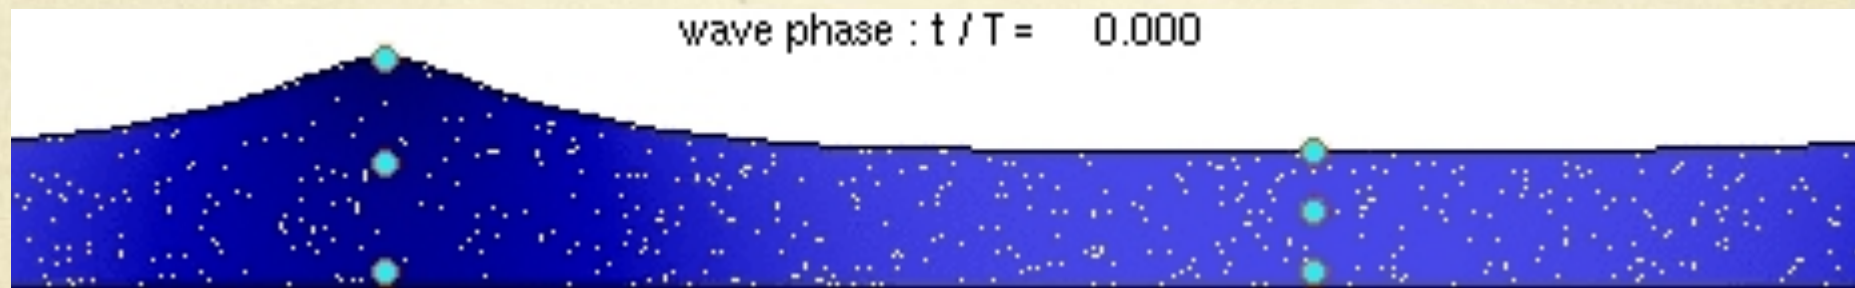 wave phase : t / T = 0.000